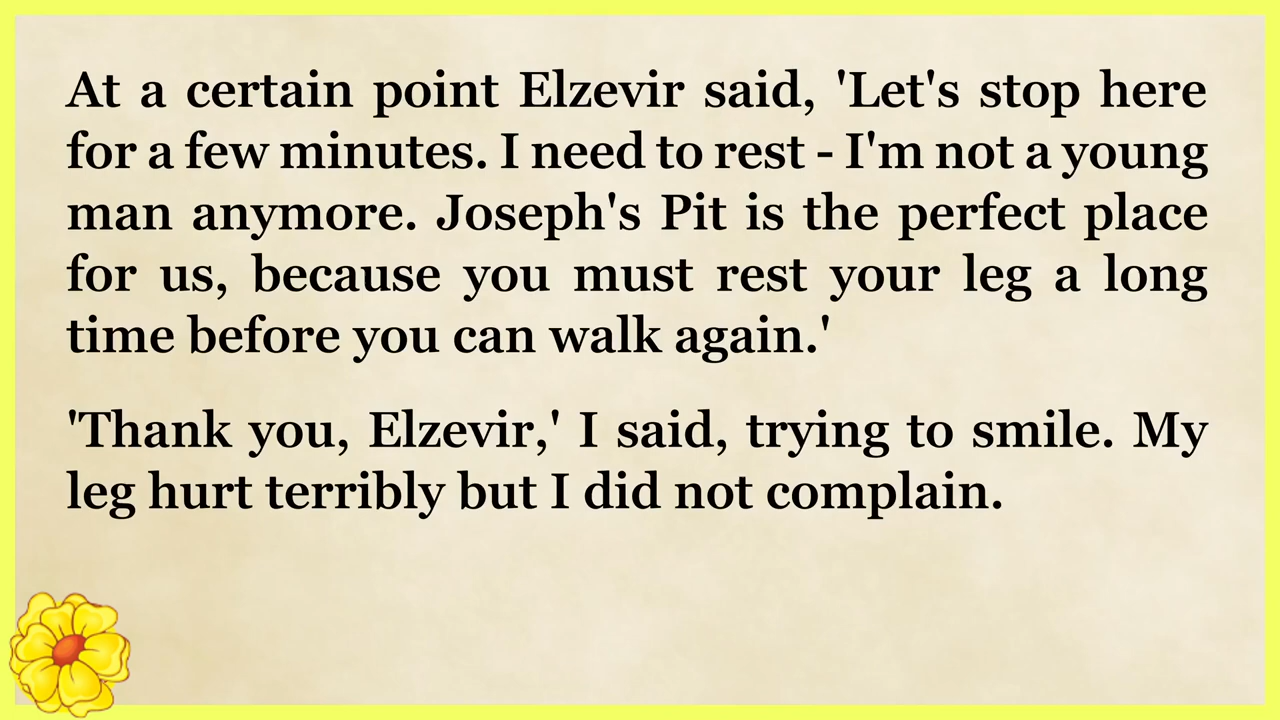 At a certain point Elzevir said, 'Let's stop here
for a few minutes. I need to rest - I'm not a young
man anymore. Joseph's Pit is the perfect place
for us, because you must rest your leg a long
time before you can walk again.'
'Thank you, Elzevir,' I said, trying to smile. My
leg hurt terribly but I did not complain.